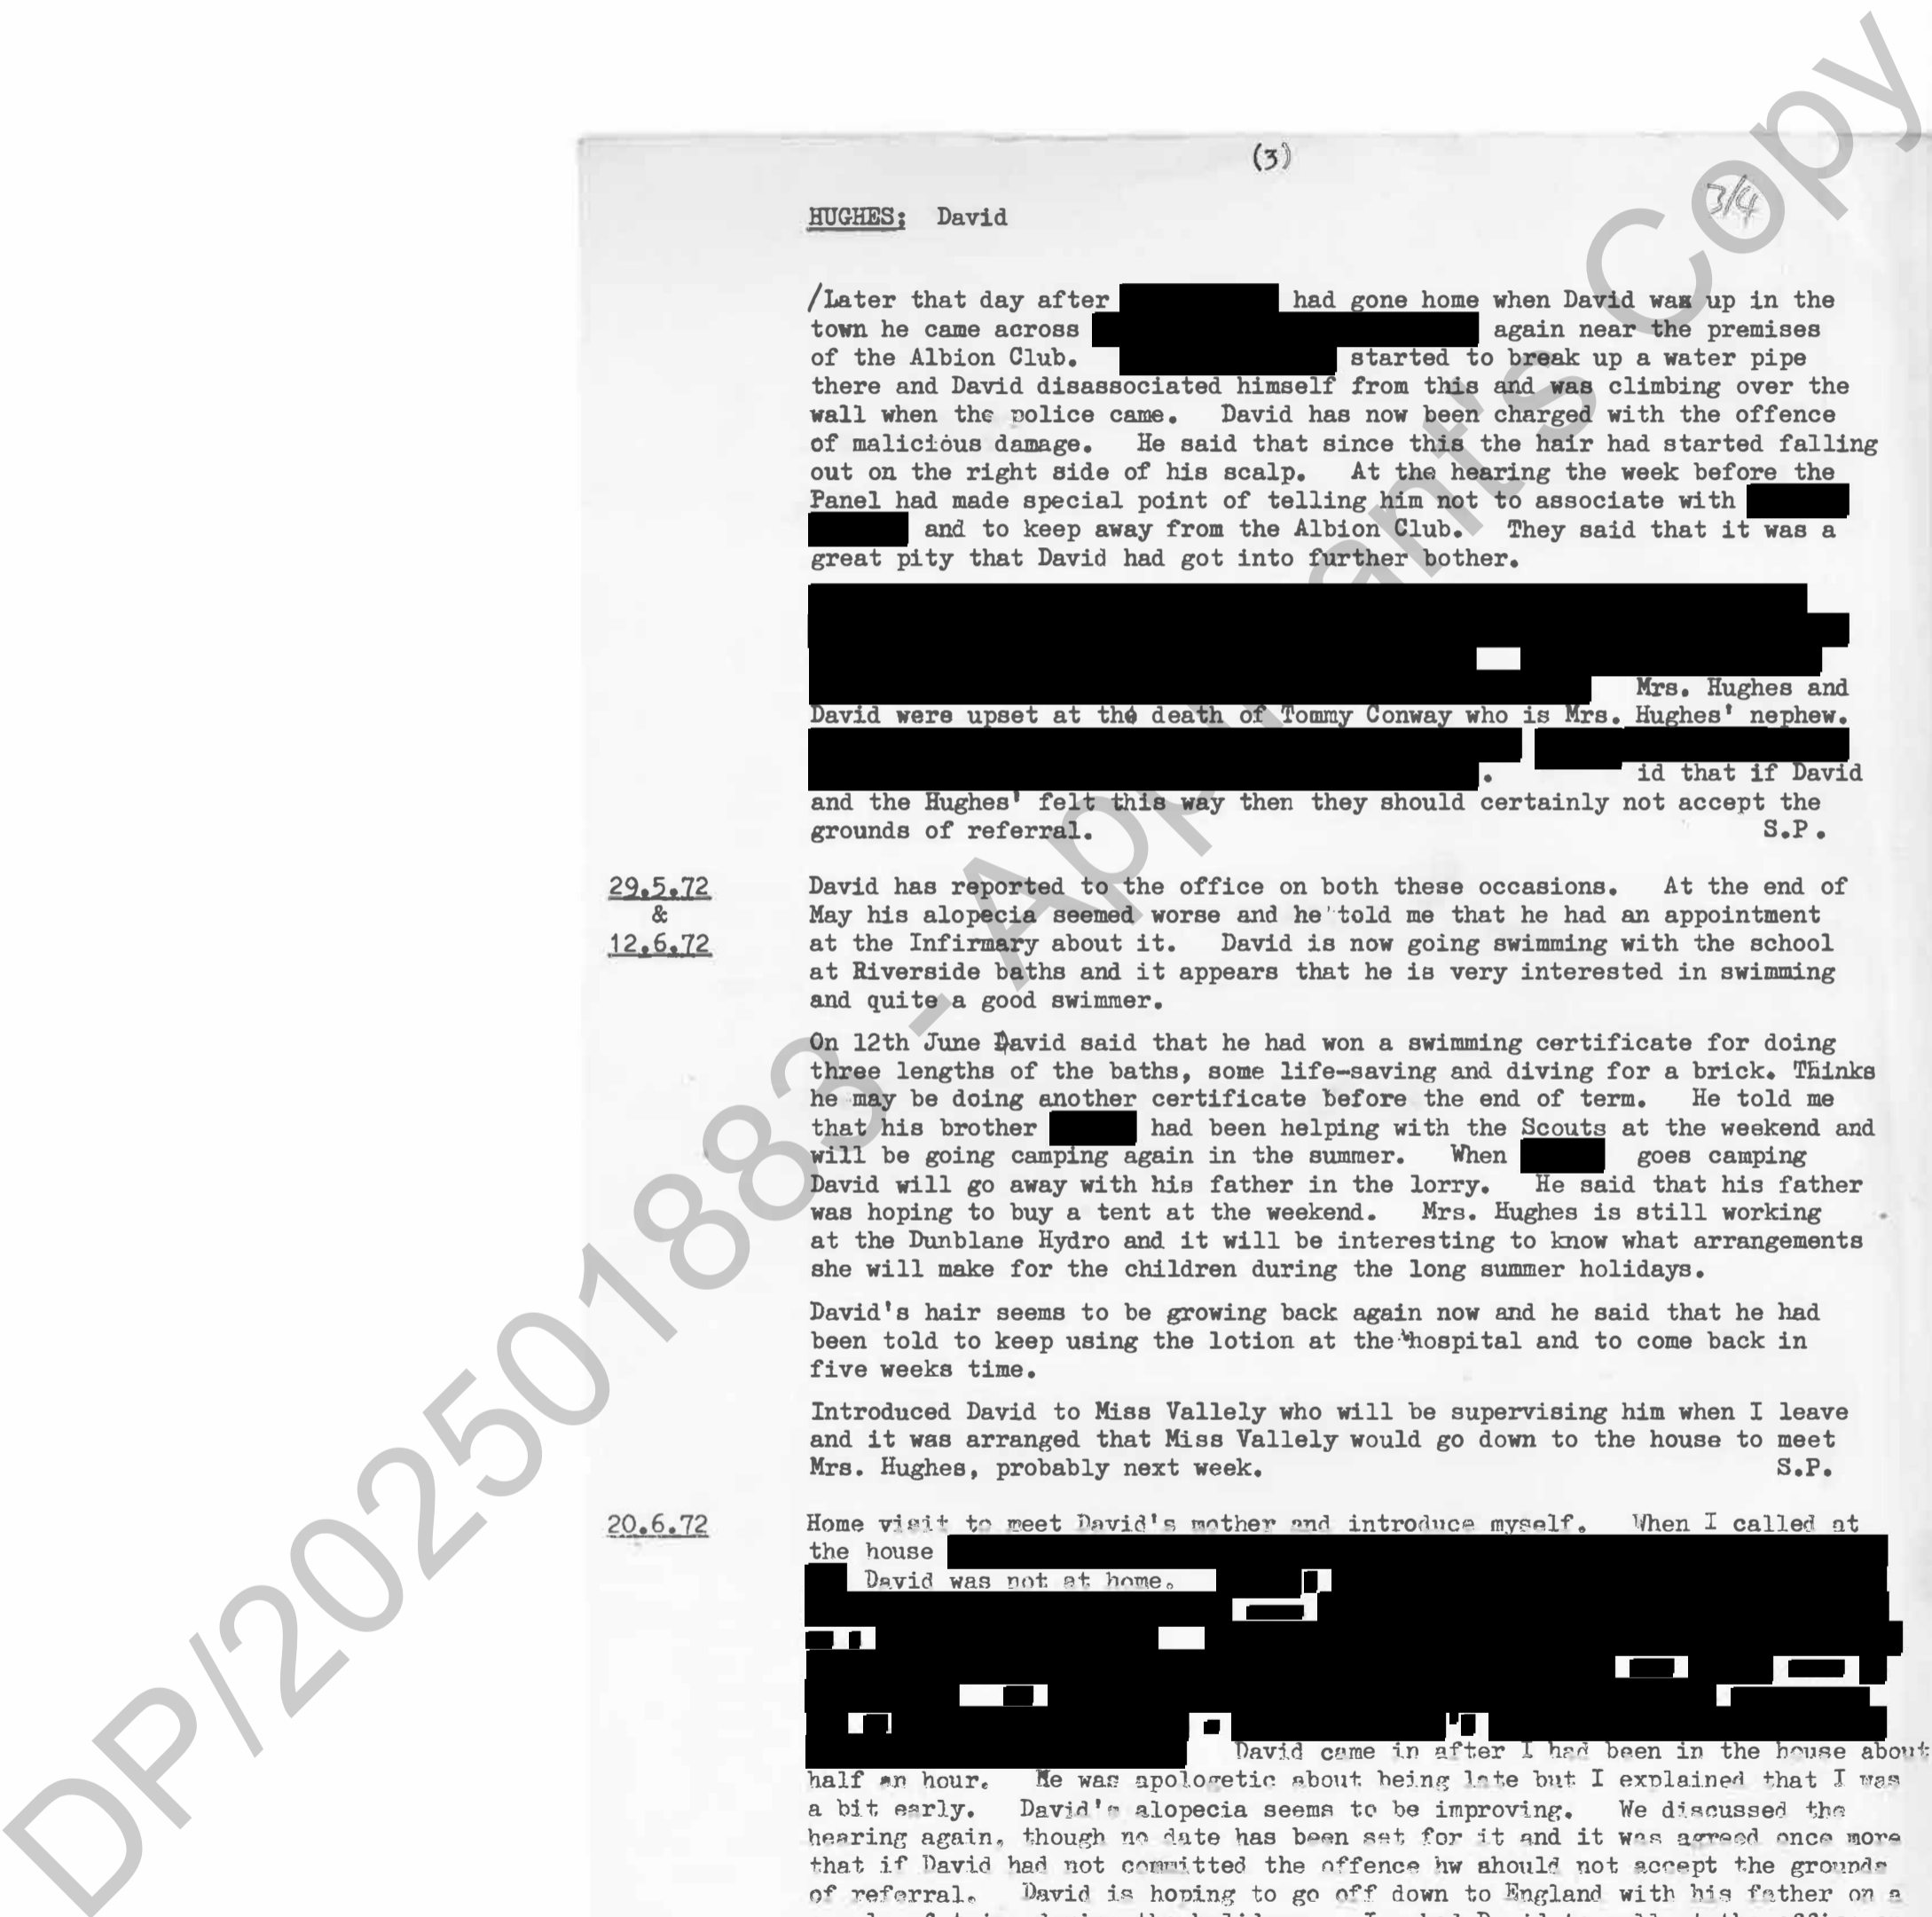 (3)
3/4
HUGHES; David
/Later that day after had gone home when David was up in the
town he came across again near the premises
of the Albion Club. started to break up a water pipe
there and David disassociated himself from this and was climbing over the
wall when the police came. David has now been charged with the offence
of malicious damage. He said that since this the hair had started falling
out on the right side of his scalp. At the hearing the week before the
Panel had made special point of telling him not to associate with
and to keep away from the Albion Club. They said that it was a
great pity that David had got into further bother.
Mrs. Hughes and
David were upset at the death of Tommy Conway who is Mrs. Hughes' nephew.
. id that if David
and the Hughes' felt this way then they should certainly not accept the
grounds of referral. S.P.
29.5.72
&
12.6.72
David has reported to the office on both these occasions. At the end of
May his alopecia seemed worse and he told me that he had an appointment
at the Infirmary about it. David is now going swimming with the school
at Riverside baths and it appears that he is very interested in swimming
and quite a good swimmer.
On 12th June David said that he had won a swimming certificate for doing
three lengths of the baths, some life-saving and diving for a brick. Thinks
he may be doing another certificate before the end of term. He told me
that his brother had been helping with the Scouts at the weekend and
will be going camping again in the summer. When goes camping
David will go away with his father in the lorry. He said that his father
was hoping to buy a tent at the weekend. Mrs. Hughes is still working
at the Dunblane Hydro and it will be interesting to know what arrangements
she will make for the children during the long summer holidays.
David's hair seems to be growing back again now and he said that he had
been told to keep using the lotion at the hospital and to come back in
five weeks time.
Introduced David to Miss Vallely who will be supervising him when I leave
and it was arranged that Miss Vallely would go down to the house to meet
Mrs. Hughes, probably next week. S.P.
20.6.72 Home visit to meet David's mother and introduce myself. When I called at
the house
David was not at home.
David came in after I had been in the house about
half an hour. He was apologetic about being late but I explained that I was
a bit early. David's alopecia seems to be improving. We discussed the
hearing again, though no date has been set for it and it was agreed once more
that if David had not committed the offence hw should not accept the grounds
of referral. David is hoping to go off down to England with his father on a
DP/202501883 - Applicant's Copy